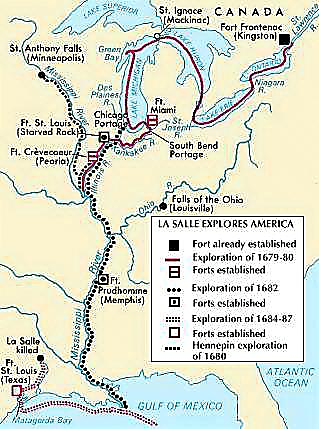 CANADA
LAKE SUPERIOR
St. Ignace
(Mackinac)
Fort Frontenac
(Kingston)
St.
Lawrence
R.
St. Anthony Falls
(Minneapolis)
Green
Bay
LAKE MICHIGAN
LAKE HURON
ONTARIO
LAKE ERIE
Niagara
R.
Mississippi
River
Des
Plaines R.
Chicago
Portage
Ft.
Miami
Ft. St. Louis
(Starved Rock)
St.
Joseph
R.
Kankakee R.
South Bend
Portage
Ft. Crèvecoeur
(Peoria)
Illinois R.
Ohio R.
Falls of the Ohio
(Louisville)
Mississippi
River
Ft.
Prudhomme
(Memphis)
La Salle
killed
Ft.
St. Louis
(Texas)
Matagorda Bay
GULF OF MEXICO
ATLANTIC
OCEAN
LA SALLE EXPLORES AMERICA
Fort already established
Exploration of 1679-80
Forts established
Exploration of 1682
Forts established
Exploration of 1684-87
Forts established
Hennepin exploration
of 1680